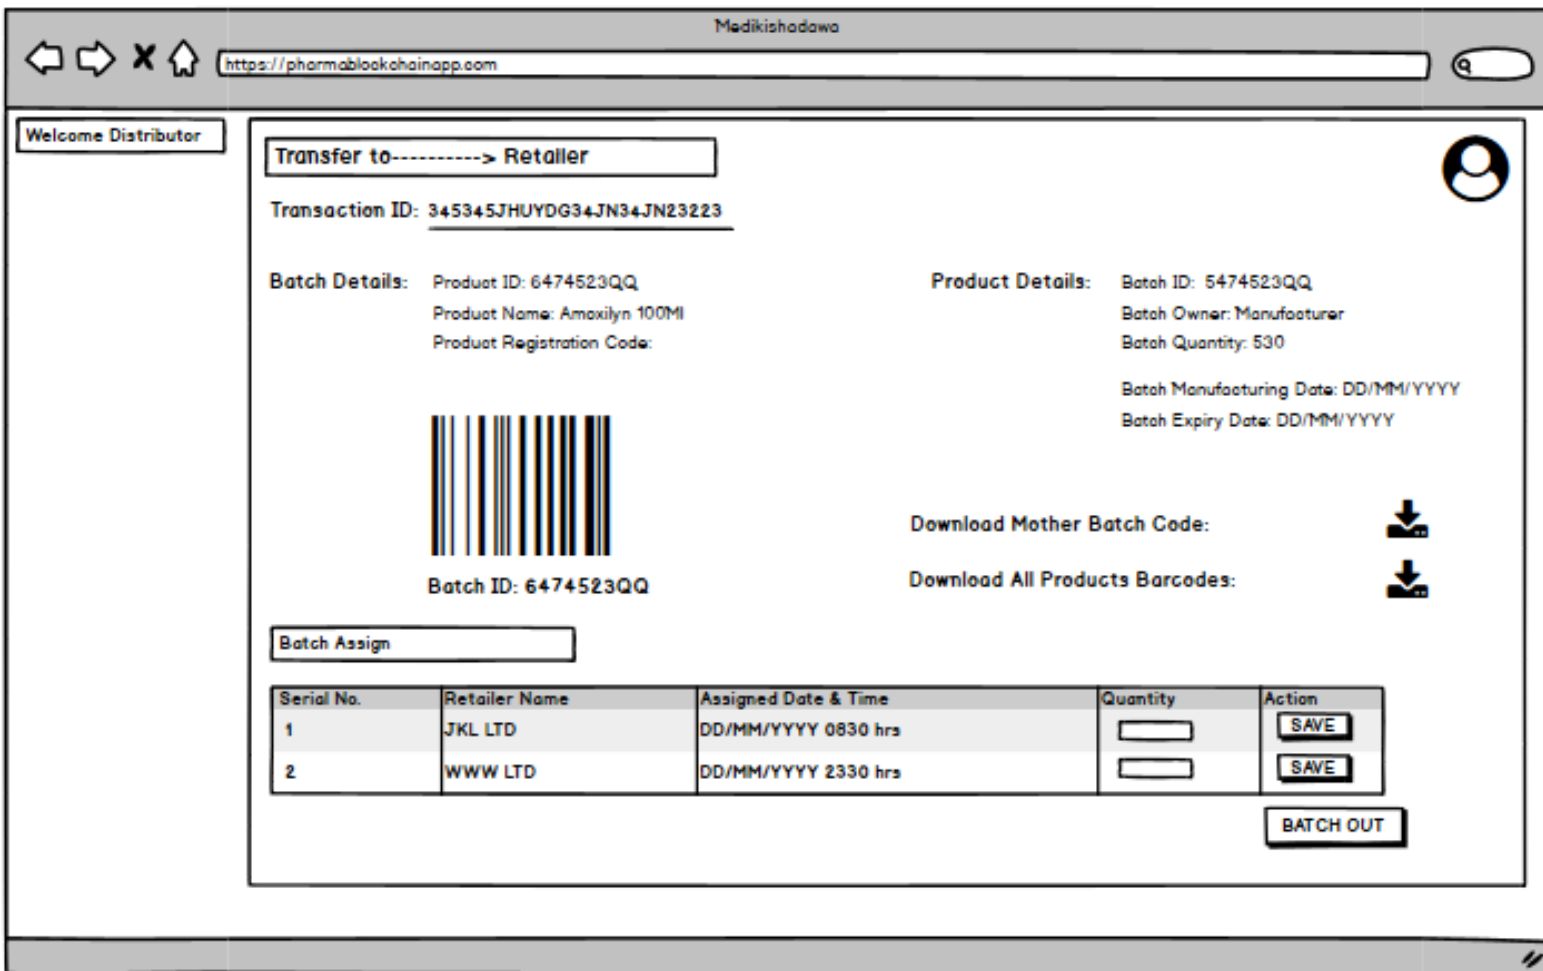 Medikishadawa
https://pharmablockchainapp.com
Welcome Distributor
Transfer to----------> Retailer
Transaction ID: 345345JHUYDG34JN34JN23223
Batch Details:
Product ID: 6474523QQ
Product Name: Amoxilyn 100Ml
Product Registration Code:
Product Details:
Batch ID: 5474523QQ
Batch Owner: Manufacturer
Batch Quantity: 530
Batch Manufacturing Date: DD/MM/YYYY
Batch Expiry Date: DD/MM/YYYY
Batch ID: 6474523QQ
Download Mother Batch Code:
Download All Products Barcodes:
Batch Assign
Serial No. Retailer Name Assigned Date & Time Quantity Action
1 JKL LTD DD/MM/YYYY 0830 hrs SAVE
2 WWW LTD DD/MM/YYYY 2330 hrs SAVE
BATCH OUT